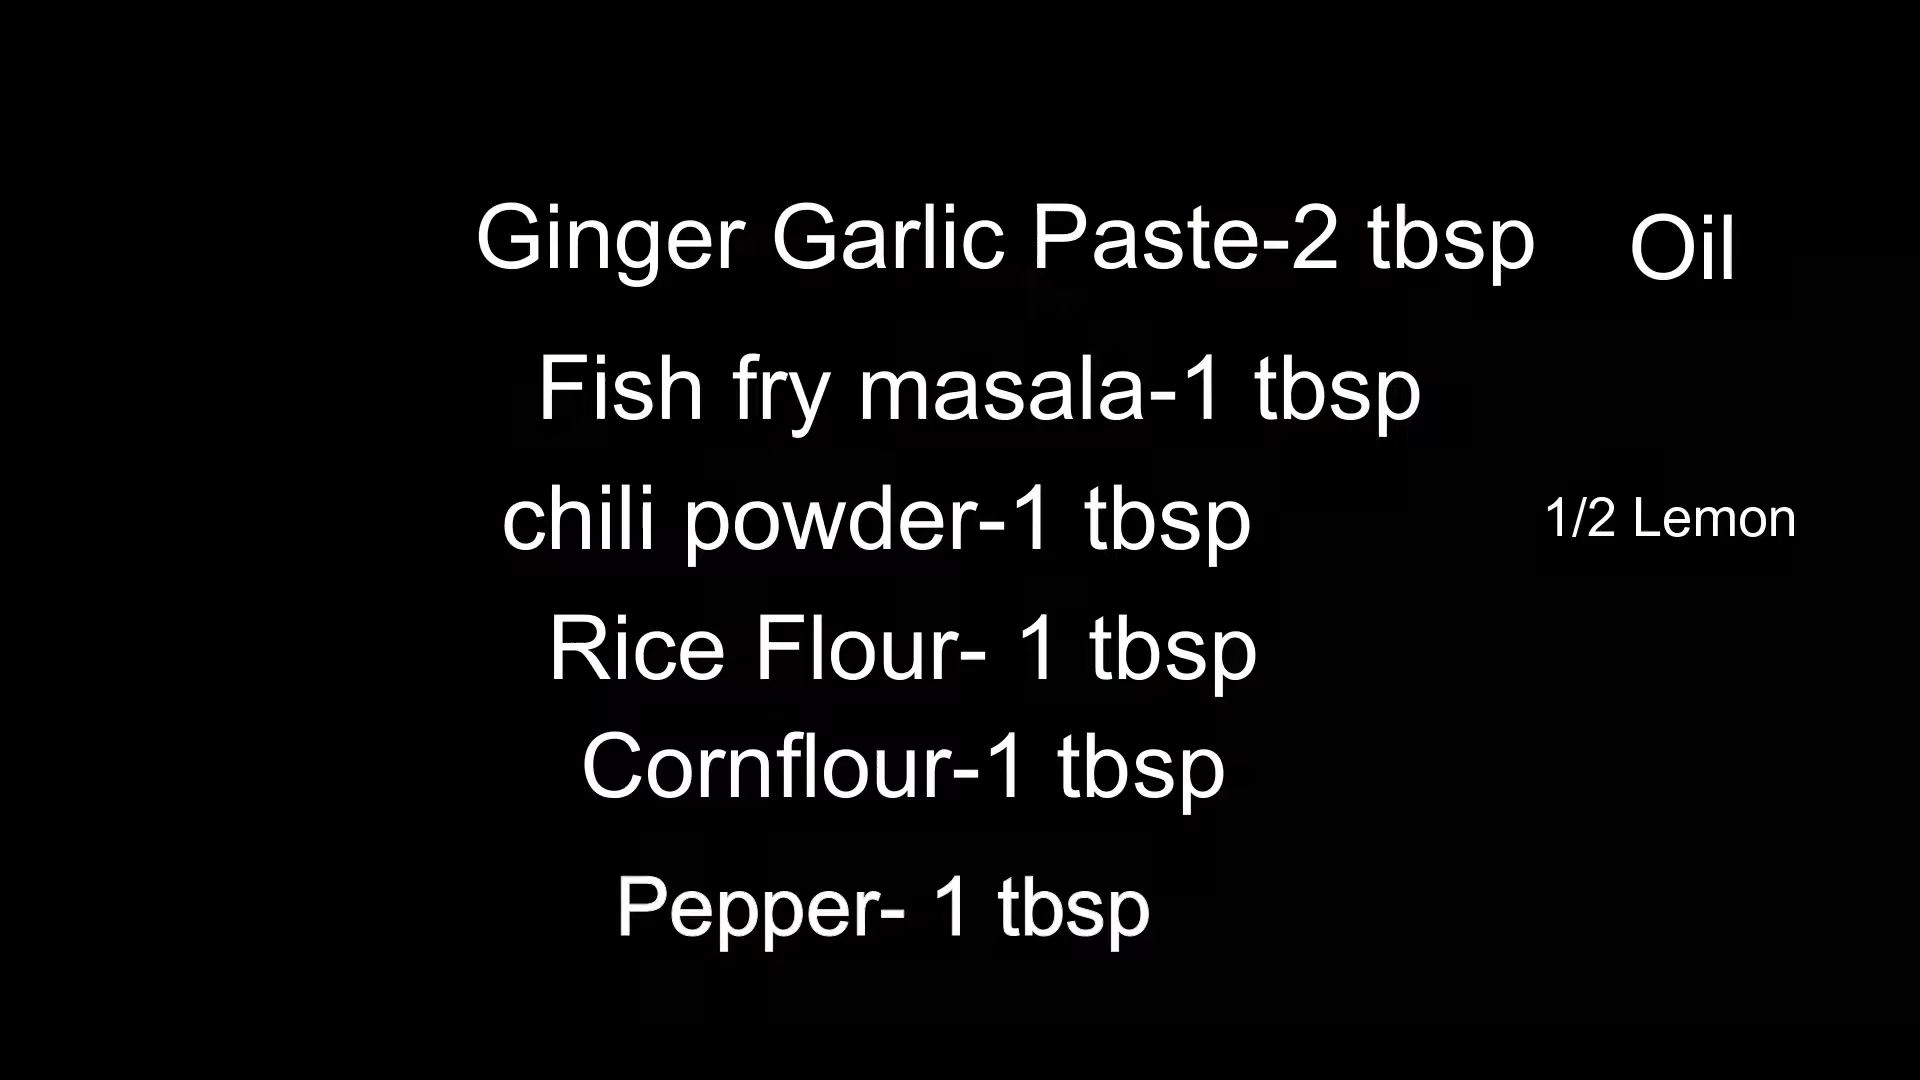 Ginger Garlic Paste-2 tbsp
Oil
Fish fry masala-1 tbsp
chili powder-1 tbsp
1/2 Lemon
Rice Flour- 1 tbsp
Cornflour-1 tbsp
Pepper- 1 tbsp